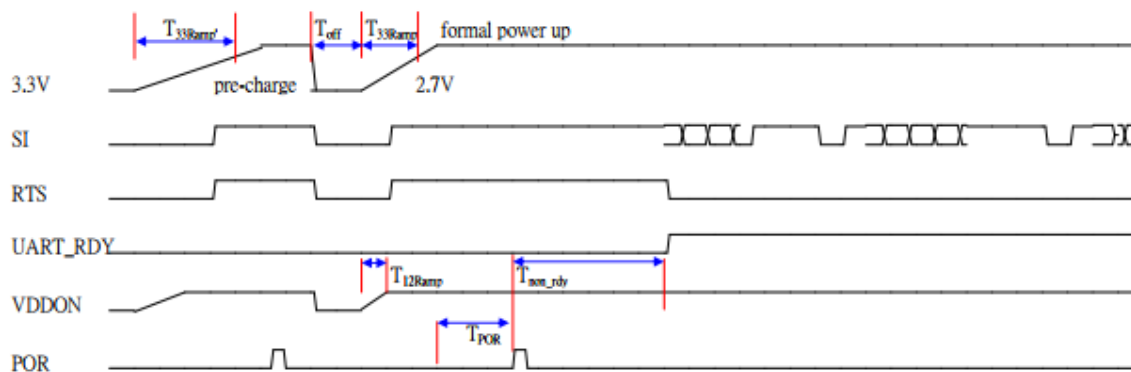 T33Ramp' Toff T33Ramp formal power up
3.3V pre-charge 2.7V
SI
RTS
UART_RDY
T12Ramp Tnon_rdy
VDDON
TPOR
POR